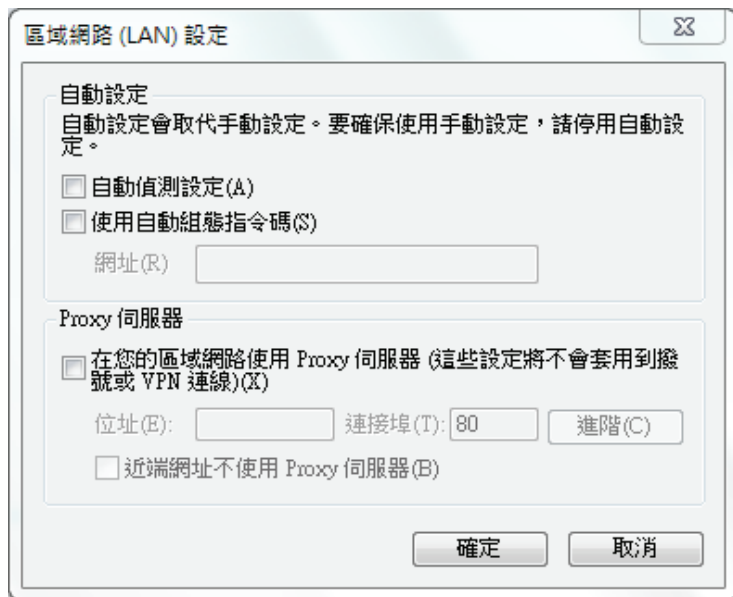 區域網路 (LAN) 設定
自動設定
自動設定會取代手動設定。要確保使用手動設定，請停用自動設
定。
自動偵測設定(A)
使用自動組態指令碼(S)
網址(R)
Proxy 伺服器
在您的區域網路使用 Proxy 伺服器 (這些設定將不會套用到撥
號或 VPN 連線)(X)
位址(E): 連接埠(T): 80 進階(C)
近端網址不使用 Proxy 伺服器(B)
確定 取消